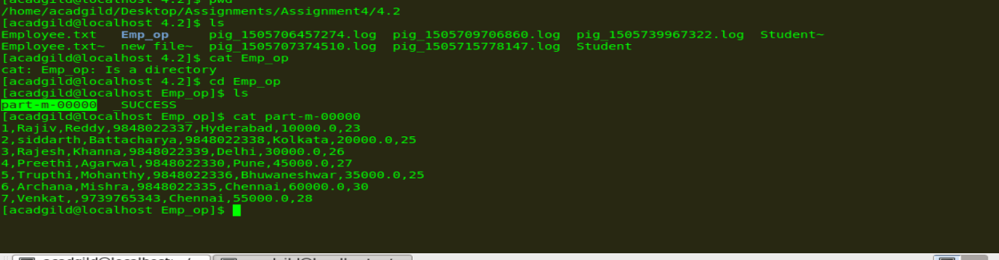 [acadgild@localhost 4.2]$ pwd
/home/acadgild/Desktop/Assignments/Assignment4/4.2
[acadgild@localhost 4.2]$ ls
Employee.txt Emp_op pig_1505706457274.log pig_1505709706860.log pig_1505739967322.log Student~
Employee.txt~ new file~ pig_1505707374510.log pig_1505715778147.log Student
[acadgild@localhost 4.2]$ cat Emp_op
cat: Emp_op: Is a directory
[acadgild@localhost 4.2]$ cd Emp_op
[acadgild@localhost Emp_op]$ ls
part-m-00000 _SUCCESS
[acadgild@localhost Emp_op]$ cat part-m-00000
1,Rajiv,Reddy,9848022337,Hyderabad,10000.0,23
2,siddarth,Battacharya,9848022338,Kolkata,20000.0,25
3,Rajesh,Khanna,9848022339,Delhi,30000.0,26
4,Preethi,Agarwal,9848022330,Pune,45000.0,27
5,Trupthi,Mohanthy,9848022336,Bhuwaneshwar,35000.0,25
6,Archana,Mishra,9848022335,Chennai,60000.0,30
7,Venkat,,9739765343,Chennai,55000.0,28
[acadgild@localhost Emp_op]$